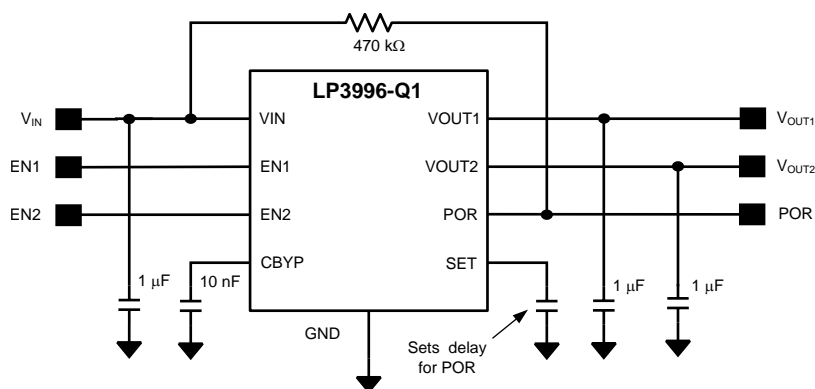 470 kΩ
LP3996-Q1
V_IN
VIN
VOUT1
V_OUT1
EN1
EN1
VOUT2
V_OUT2
EN2
EN2
POR
POR
CBYP
SET
1 μF
10 nF
1 μF
1 μF
GND
Sets delay
for POR